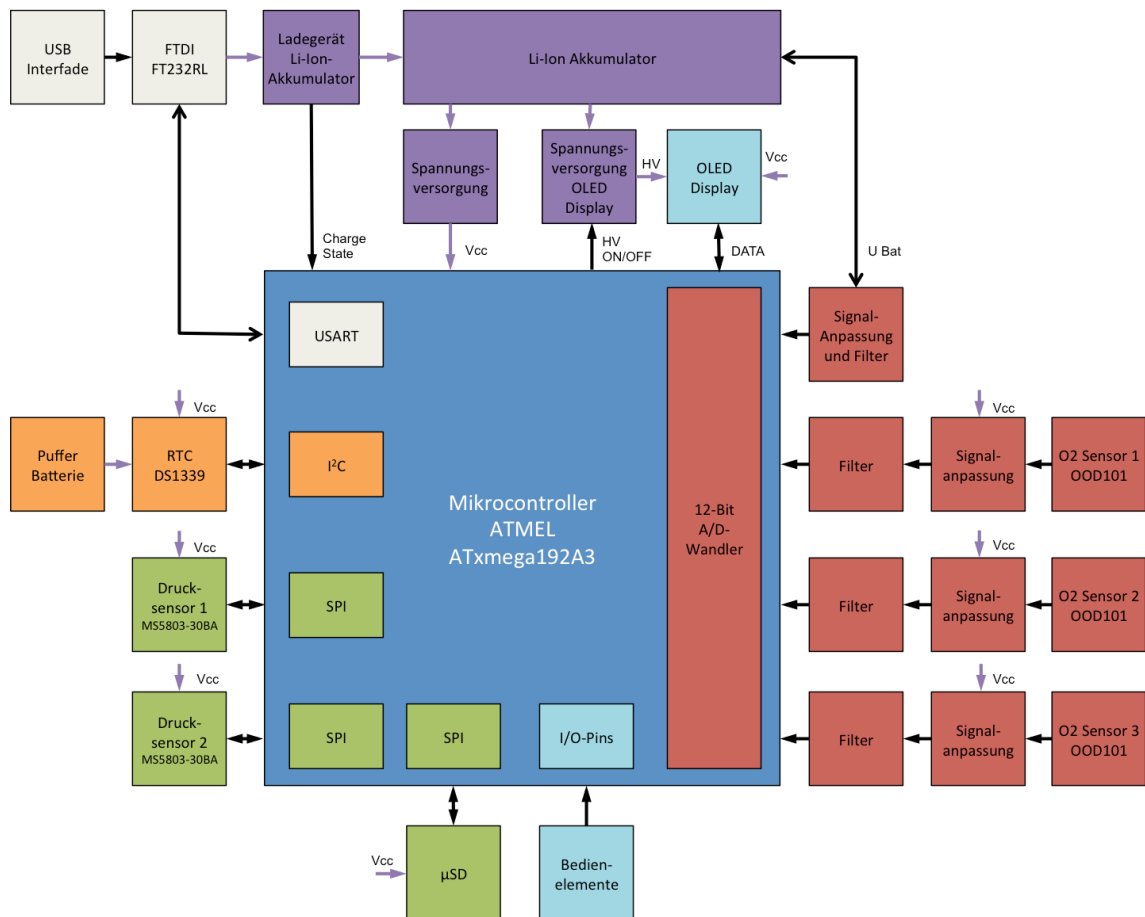 USB
Interfade
FTDI
FT232RL
Ladegerät
Li-Ion-
Akkumulator
Li-Ion Akkumulator
Spannungs-
versorgung
Spannungs-
versorgung
OLED
Display
HV
OLED
Display
Vcc
Charge
State
Vcc
HV
ON/OFF
DATA
U Bat
USART
Signal-
Anpassung
und Filter
Vcc
Puffer
Batterie
RTC
DS1339
I²C
Mikrocontroller
ATMEL
ATxmega192A3
12-Bit
A/D-
Wandler
Filter
Vcc
Signal-
anpassung
O2 Sensor 1
OOD101
Vcc
Druck-
sensor 1
MS5803-30BA
SPI
Filter
Vcc
Signal-
anpassung
O2 Sensor 2
OOD101
Vcc
Druck-
sensor 2
MS5803-30BA
SPI
SPI
I/O-Pins
Filter
Vcc
Signal-
anpassung
O2 Sensor 3
OOD101
Vcc
µSD
Bedien-
elemente